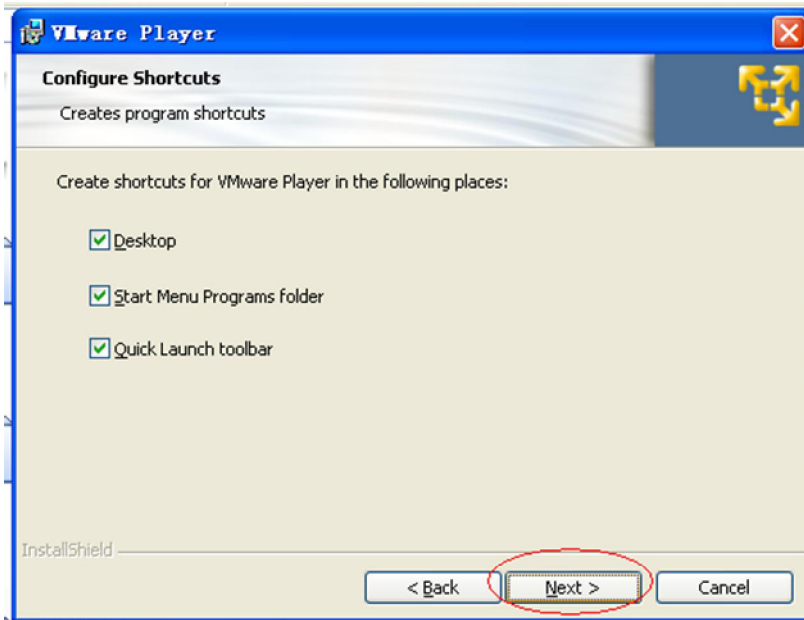 VMware Player
Configure Shortcuts
Creates program shortcuts
Create shortcuts for VMware Player in the following places:
Desktop
Start Menu Programs folder
Quick Launch toolbar
InstallShield
< Back Next > Cancel